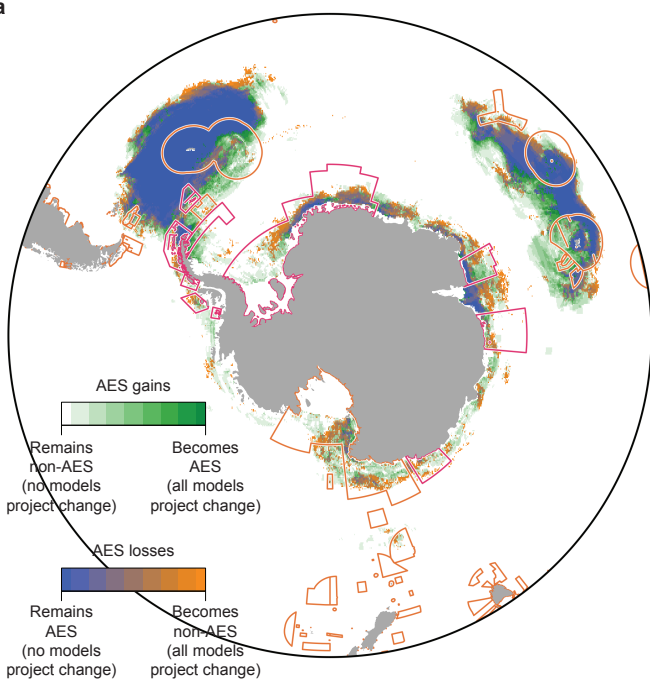 a
AES gains
Remains
non-AES
(no models
project change)
Becomes
AES
(all models
project change)
AES losses
Remains
AES
(no models
project change)
Becomes
non-AES
(all models
project change)